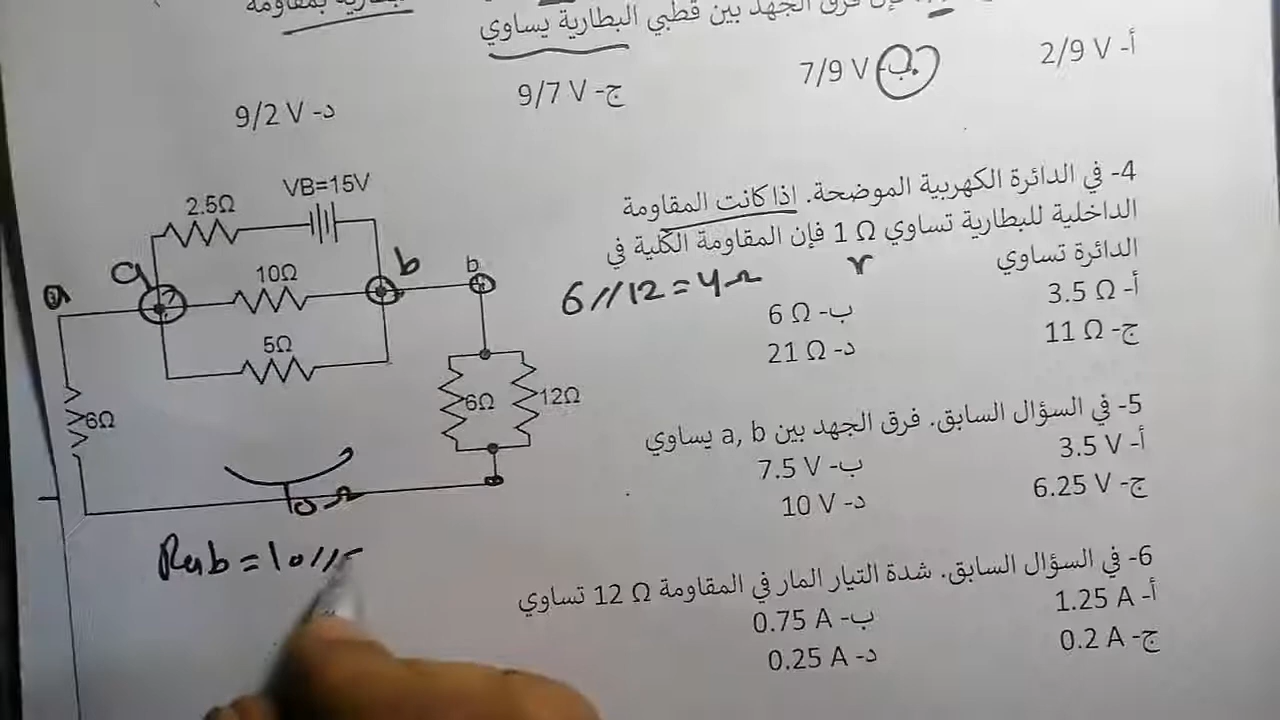 فإن فرق الجهد بين قطبي البطارية يساوي
أ- 2/9 V
ب- 7/9 V
ج- 9/7 V
د- 9/2 V
4- في الدائرة الكهربية الموضحة. اذا كانت المقاومة
الداخلية للبطارية تساوي 1 Ω فإن المقاومة الكلية في
الدائرة تساوي
r
6 // 12 = 4 Ω
أ- 3.5 Ω
ب- 6 Ω
ج- 11 Ω
د- 21 Ω
VB=15V
2.5Ω
a
a
10Ω
b
b
5Ω
6Ω
6Ω
12Ω
10 Ω
Rab = 10 // 5
5- في السؤال السابق. فرق الجهد بين a, b يساوي
أ- 3.5 V
ب- 7.5 V
ج- 6.25 V
د- 10 V
6- في السؤال السابق. شدة التيار المار في المقاومة 12 Ω تساوي
أ- 1.25 A
ب- 0.75 A
ج- 0.2 A
د- 0.25 A